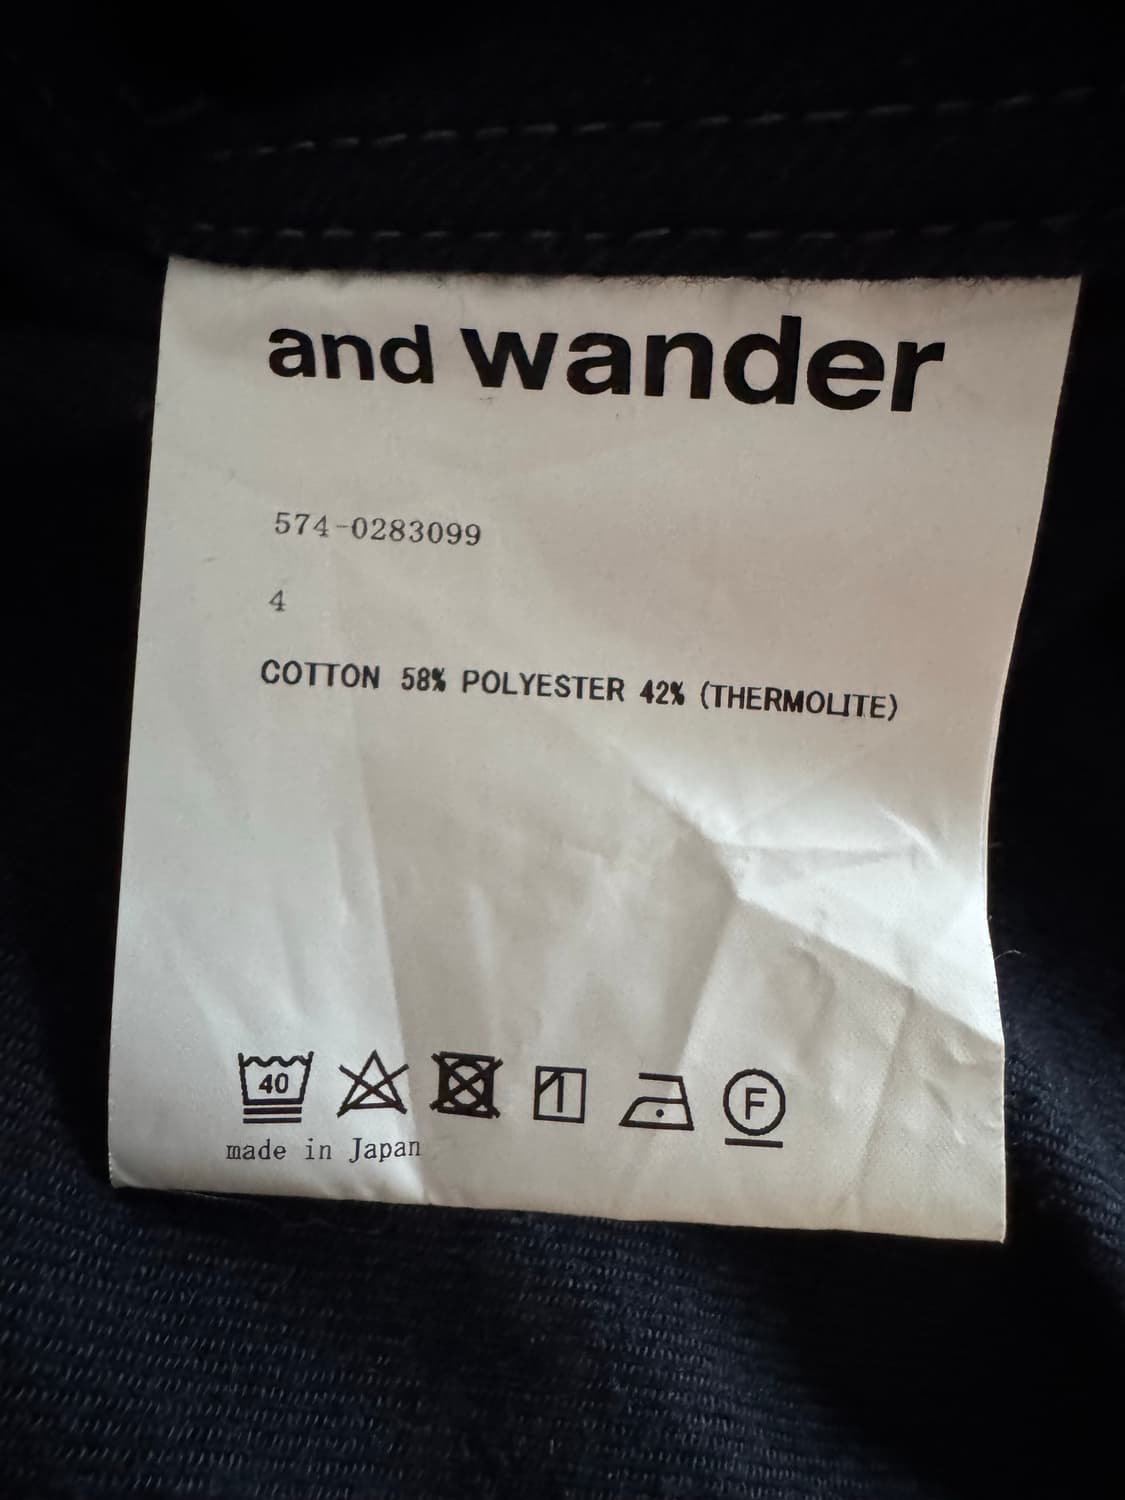 and wander
574-0283099
4
COTTON 58% POLYESTER 42% (THERMOLITE)
40
F
made in Japan